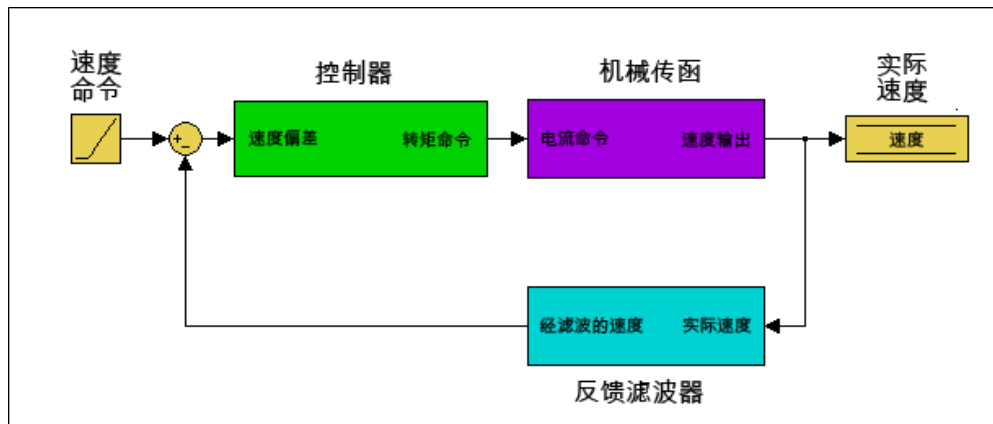 速度
命令
控制器
机械传函
实际
速度
+
-
速度偏差
转矩命令
电流命令
速度输出
速度
经滤波的速度
实际速度
反馈滤波器